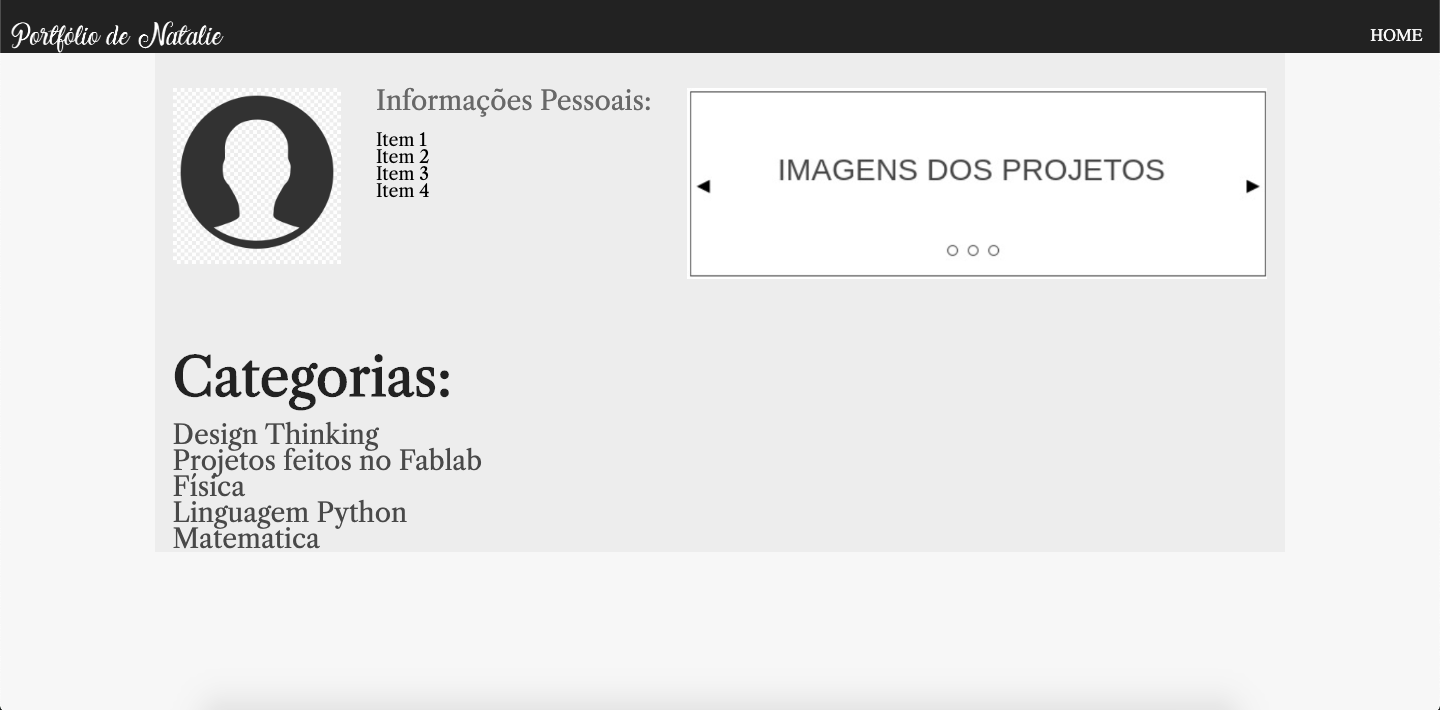 Portfólio de Natalie
HOME
Informações Pessoais:
Item 1
Item 2
Item 3
Item 4
IMAGENS DOS PROJETOS
Categorias:
Design Thinking
Projetos feitos no Fablab
Física
Linguagem Python
Matematica